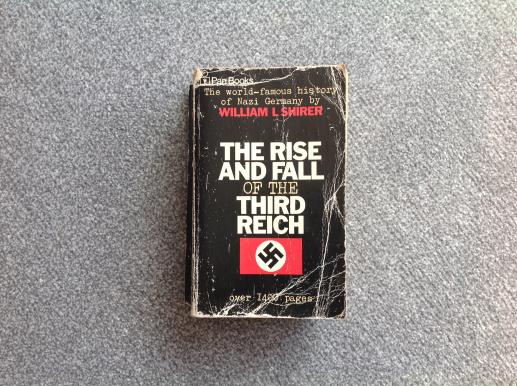 Pan Books
The world-famous history
of Nazi Germany by
WILLIAM L SHIRER
THE RISE
AND FALL
OF THE
THIRD
REICH
over 1400 pages